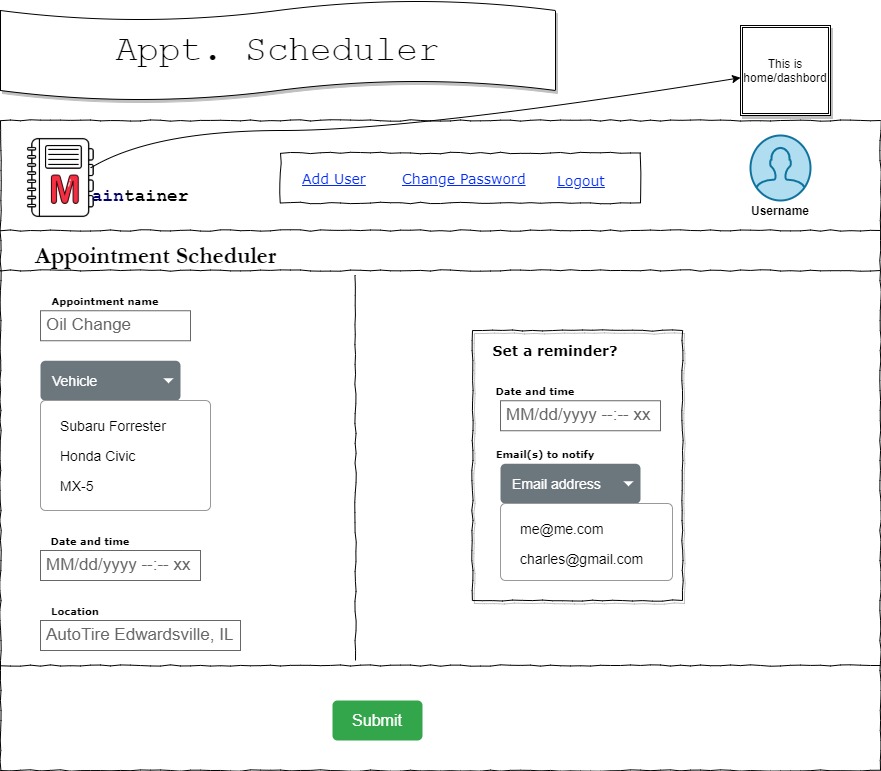 Appt. Scheduler
This is
home/dashbord
Maintainer
Add User
Change Password
Logout
Username
Appointment Scheduler
Appointment name
Oil Change
Vehicle
Subaru Forrester
Honda Civic
MX-5
Date and time
MM/dd/yyyy --:-- xx
Location
AutoTire Edwardsville, IL
Set a reminder?
Date and time
MM/dd/yyyy --:-- xx
Email(s) to notify
Email address
me@me.com
charles@gmail.com
Submit